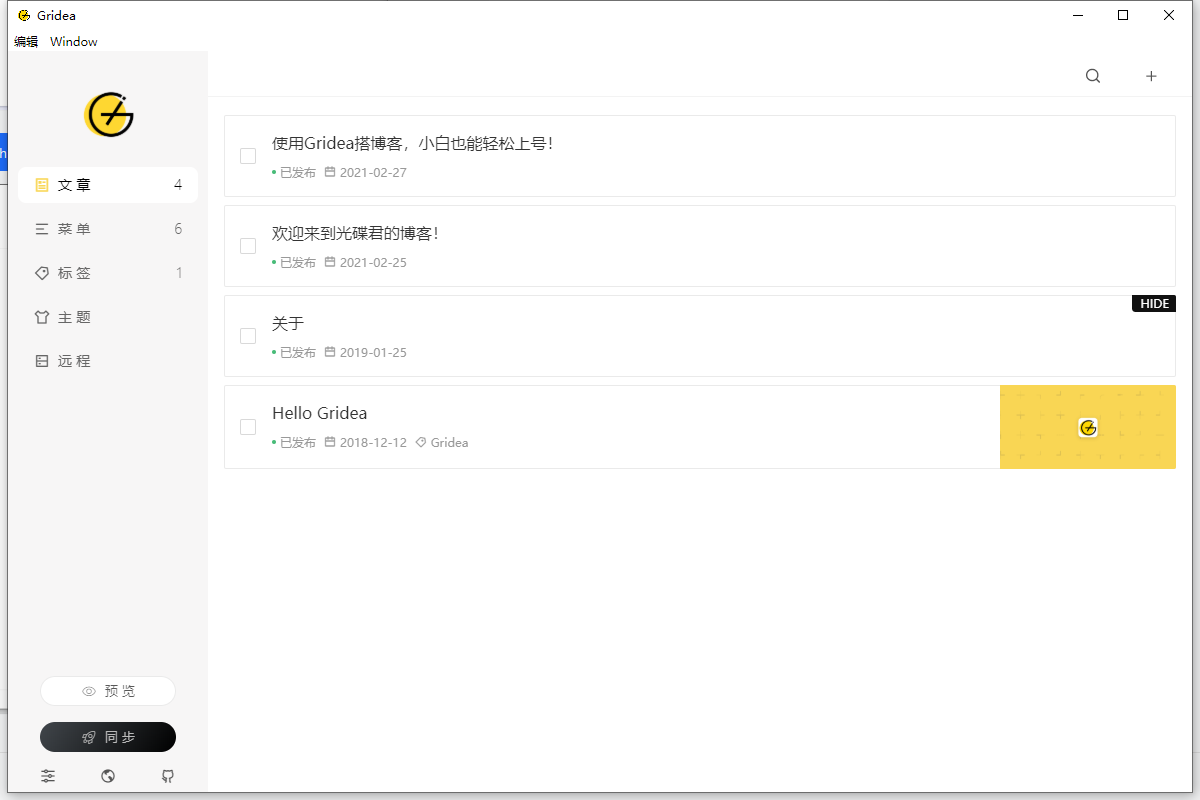 Gridea
编辑 Window
文章 4
菜单 6
标签 1
主题
远程
预览
同步
使用Gridea搭博客，小白也能轻松上号！
已发布 2021-02-27
欢迎来到光碟君的博客！
已发布 2021-02-25
HIDE
关于
已发布 2019-01-25
Hello Gridea
已发布 2018-12-12 Gridea